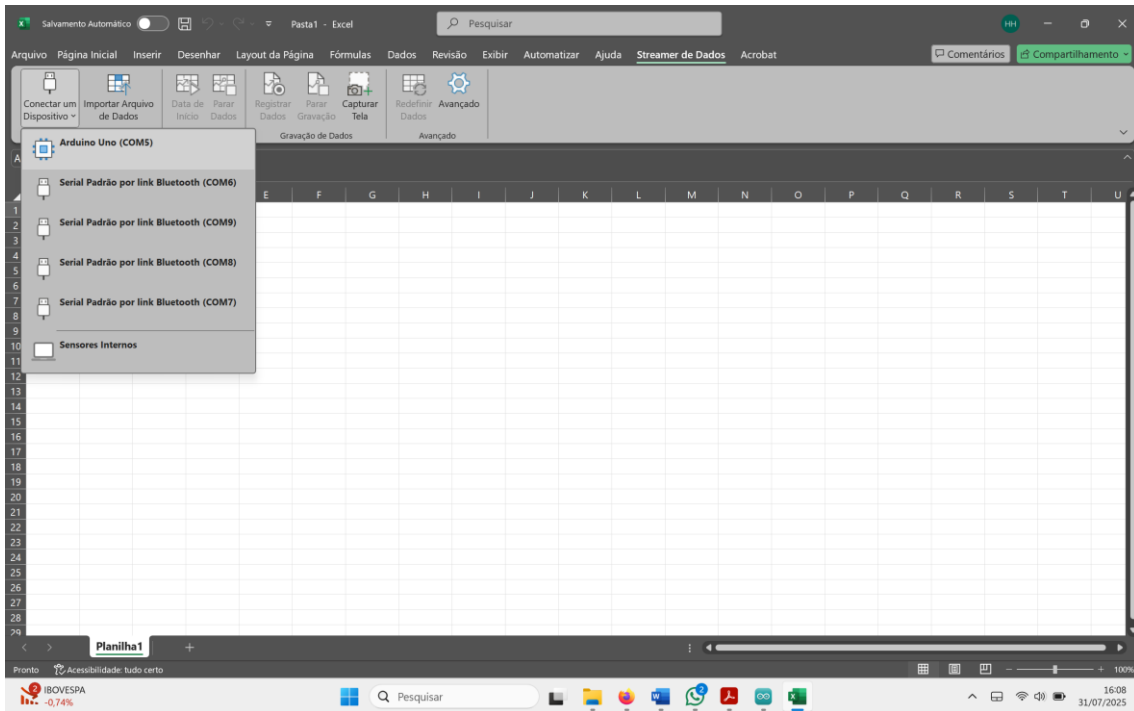 Salvamento Automático
Pasta1 - Excel
Pesquisar
HH
Arquivo Página Inicial Inserir Desenhar Layout da Página Fórmulas Dados Revisão Exibir Automatizar Ajuda Streamer de Dados Acrobat
Comentários
Compartilhamento
Conectar um Dispositivo
Importar Arquivo de Dados
Data de Início
Parar Dados
Registrar Dados
Parar Gravação
Capturar Tela
Redefinir Dados
Avançado
Gravação de Dados
Avançado
A
Arduino Uno (COM5)
Serial Padrão por link Bluetooth (COM6)
Serial Padrão por link Bluetooth (COM9)
Serial Padrão por link Bluetooth (COM8)
Serial Padrão por link Bluetooth (COM7)
Sensores Internos
E F G H I J K L M N O P Q R S T U
1
2
3
4
5
6
7
8
9
10
11
12
13
14
15
16
17
18
19
20
21
22
23
24
25
26
27
28
29
Planilha1
Pronto
Acessibilidade: tudo certo
100%
2
IBOVESPA
-0,74%
Pesquisar
2
16:08
31/07/2025